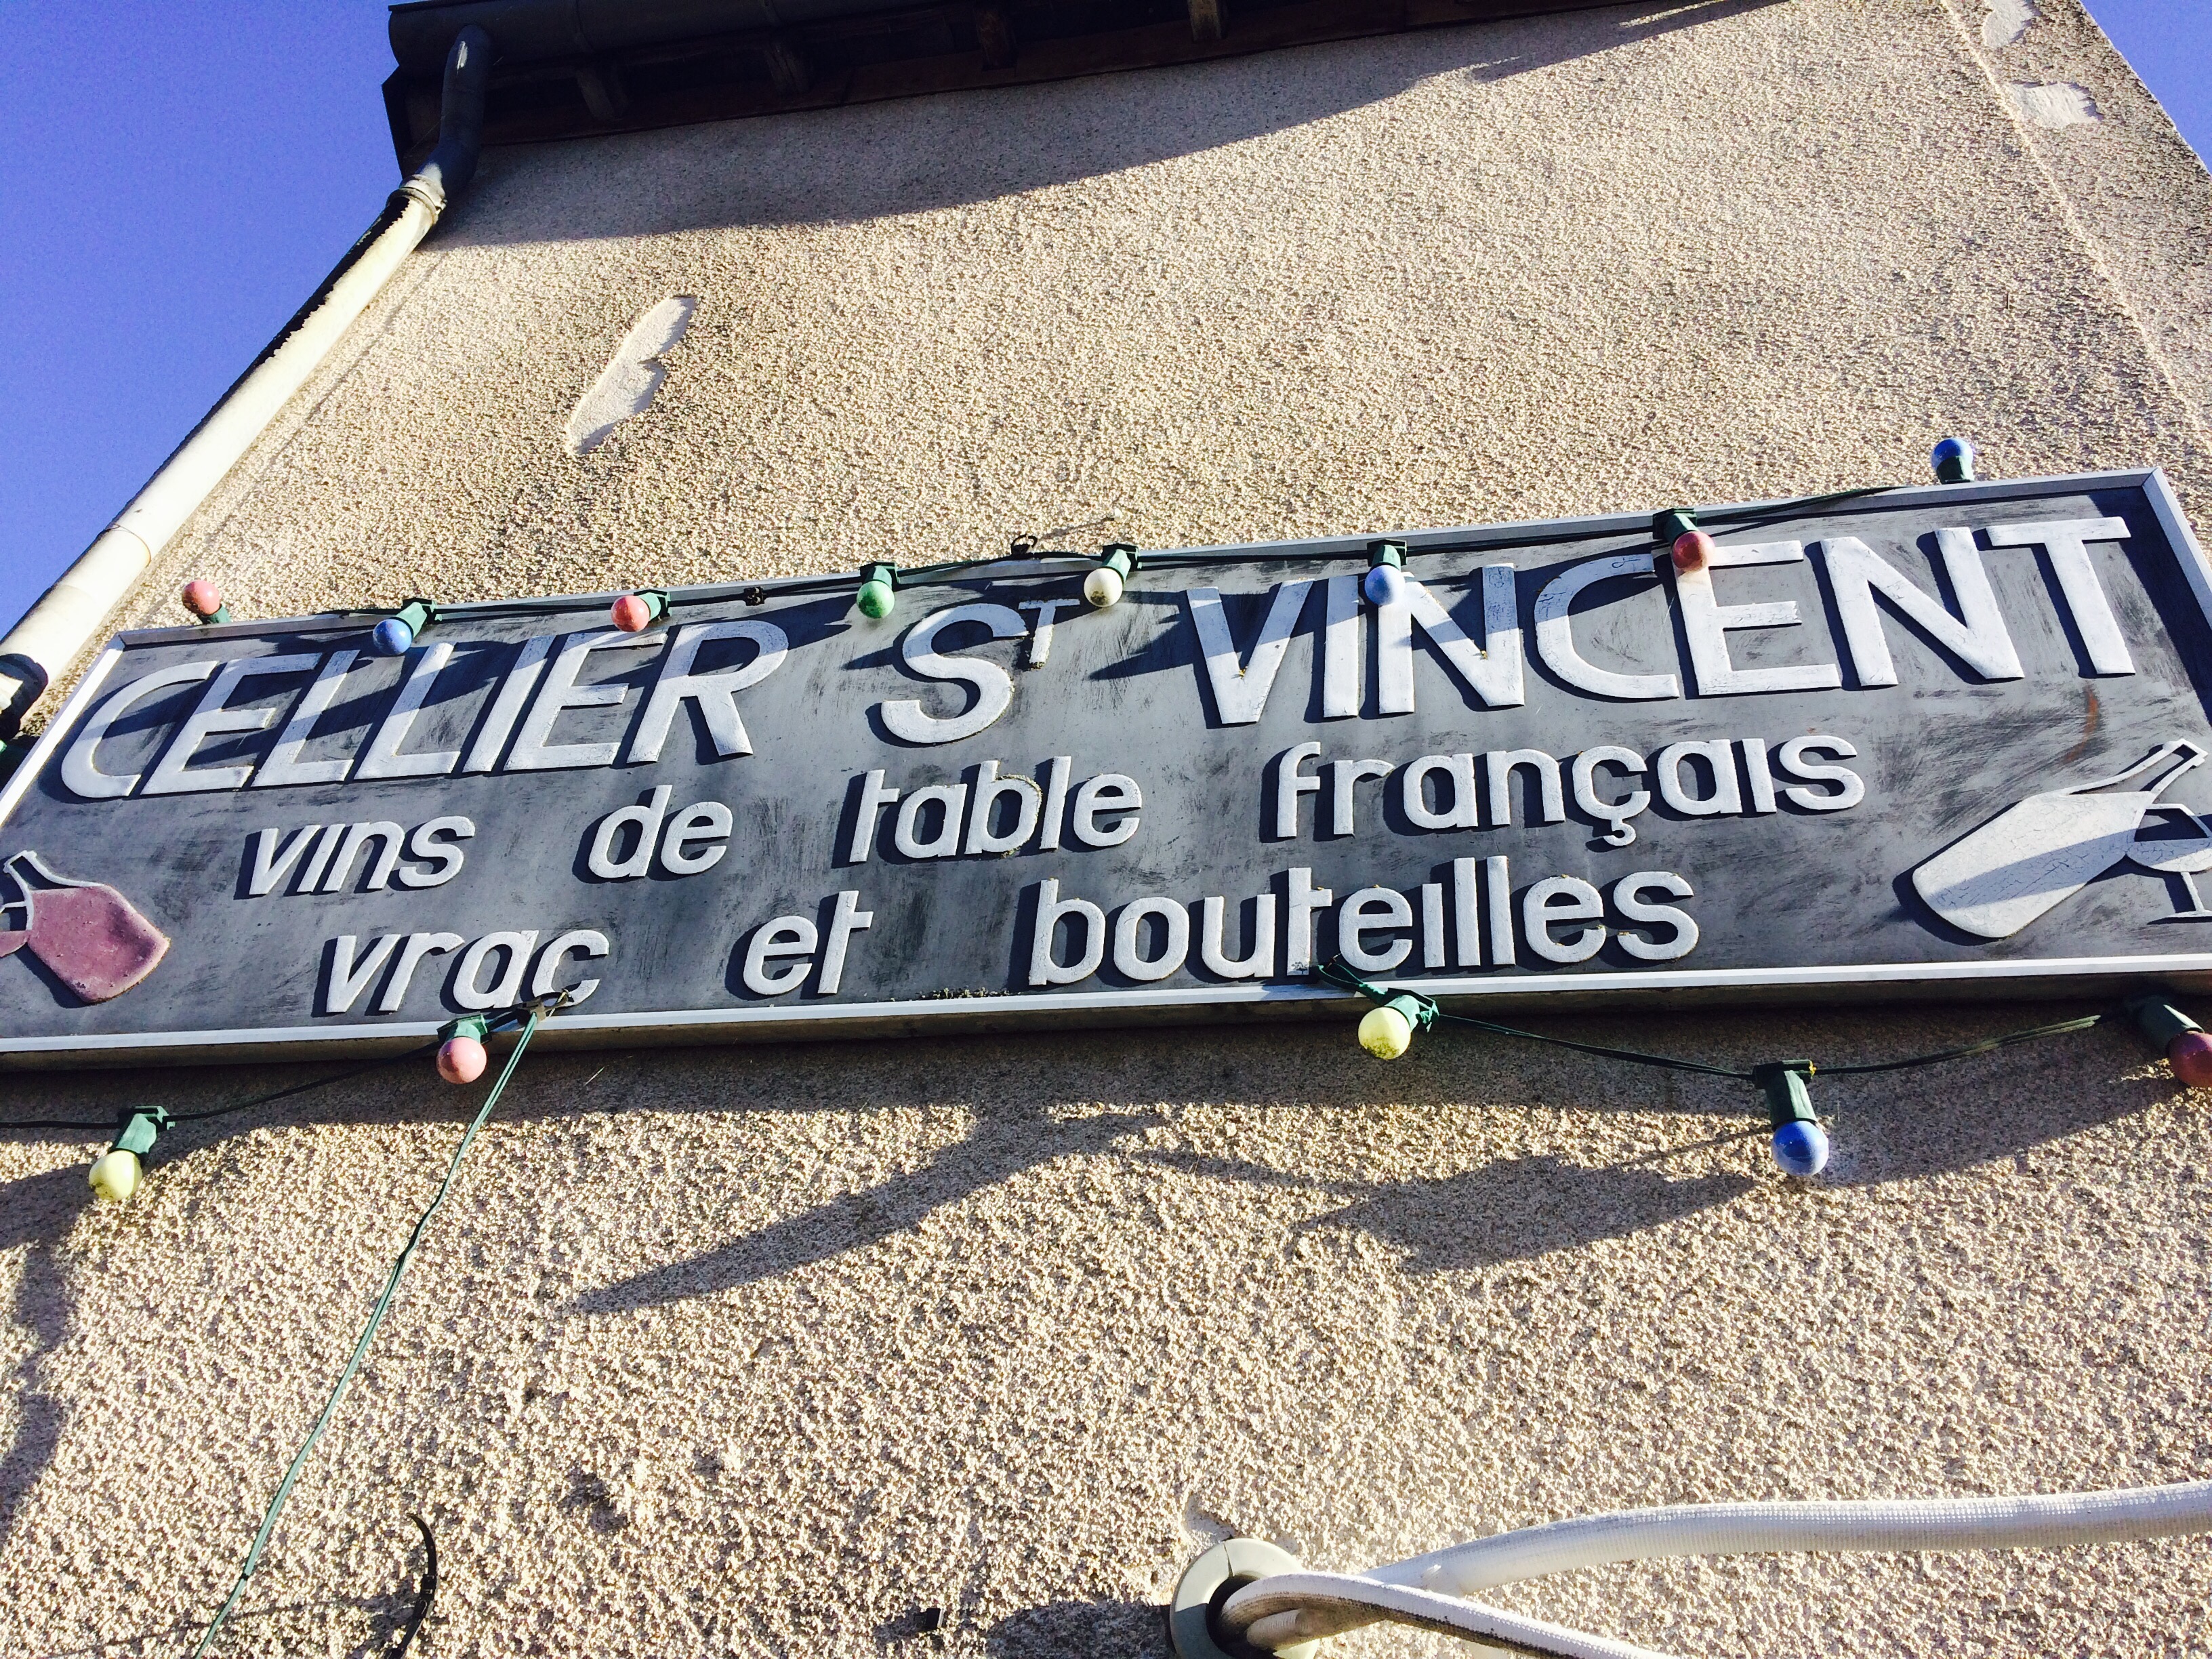 CELLIER ST VINCENT
vins de table français
vrac et bouteilles